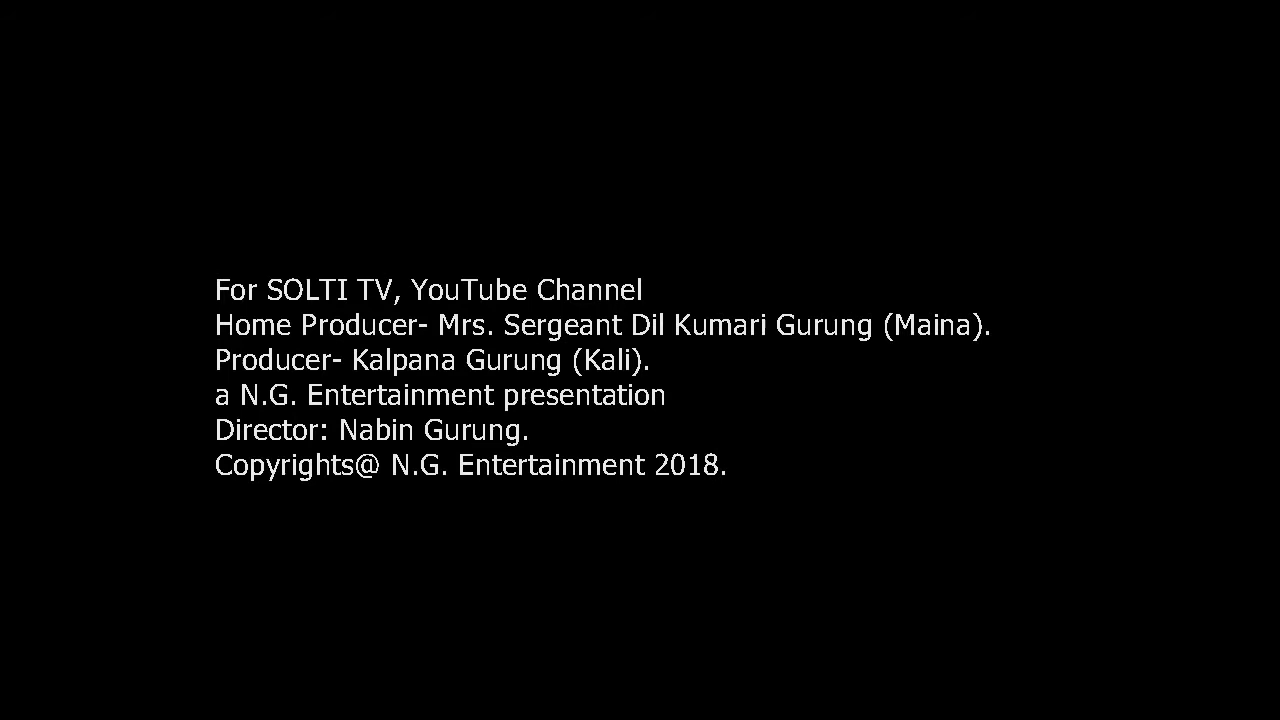 For SOLTI TV, YouTube Channel
Home Producer- Mrs. Sergeant Dil Kumari Gurung (Maina).
Producer- Kalpana Gurung (Kali).
a N.G. Entertainment presentation
Director: Nabin Gurung.
Copyrights@ N.G. Entertainment 2018.